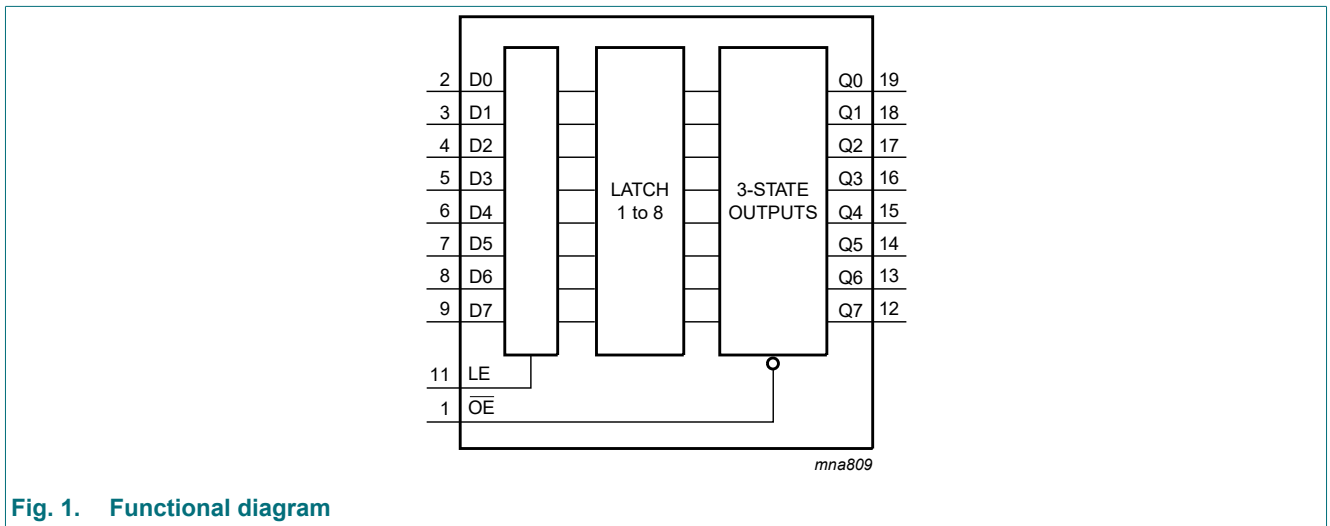 2 D0 Q0 19
3 D1 Q1 18
4 D2 Q2 17
5 D3 Q3 16
LATCH 3-STATE
1 to 8 OUTPUTS
6 D4 Q4 15
7 D5 Q5 14
8 D6 Q6 13
9 D7 Q7 12
11 LE
1 O̅E̅
mna809
Fig. 1. Functional diagram